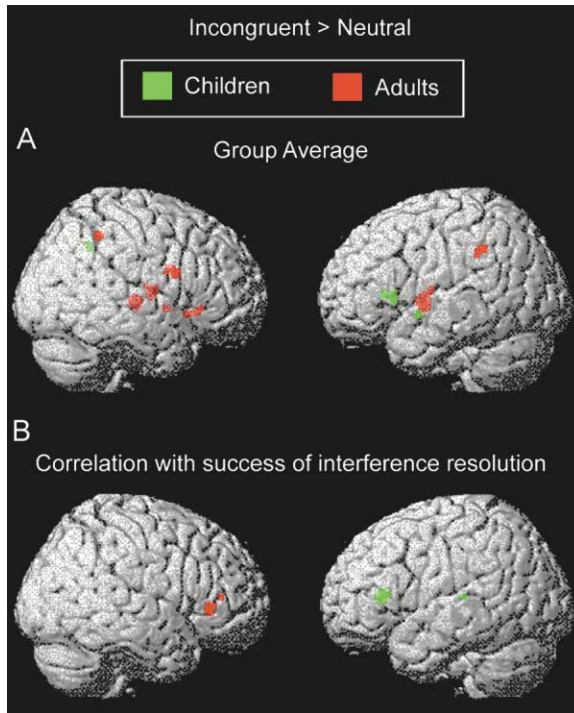 Incongruent > Neutral
Children Adults
A
Group Average
B
Correlation with success of interference resolution